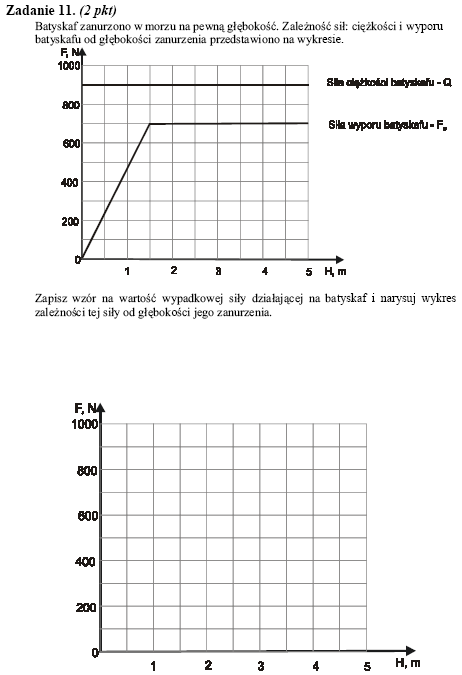 Zadanie 11. (2 pkt)
Batyskaf zanurzono w morzu na pewną głębokość. Zależność sił: ciężkości i wyporu
batyskafu od głębokości zanurzenia przedstawiono na wykresie.
F, N
1000
Siła ciężkości batyskafu - Q
800
Siła wyporu batyskafu - Fw
600
400
200
0
1 2 3 4 5 H, m
Zapisz wzór na wartość wypadkowej siły działającej na batyskaf i narysuj wykres
zależności tej siły od głębokości jego zanurzenia.
F, N
1000
800
600
400
200
0
1 2 3 4 5 H, m